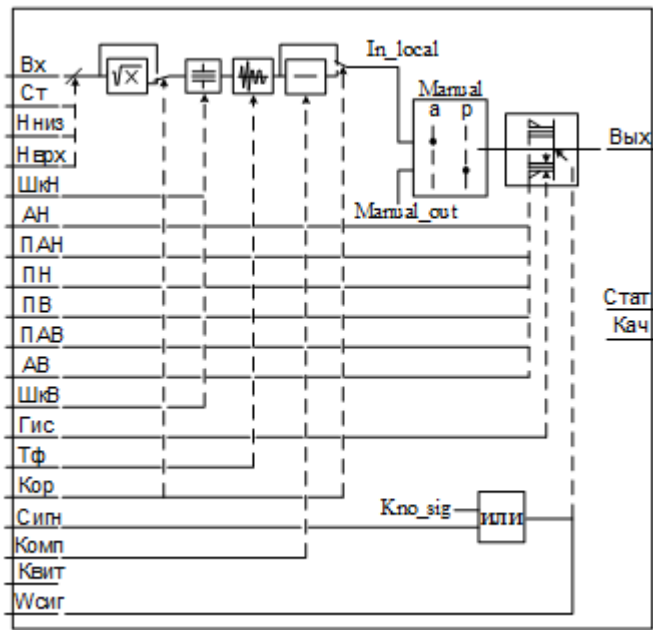 Вх
Ст
Нниз
Нврх
ШкН
АН
ПАН
ПН
ПВ
ПАВ
АВ
ШкВ
Гис
Тф
Кор
Сигн
Комп
Квит
Wсиг
√X
In_local
Manual
а р
Manual_out
Kno_sig
или
Вых
Стат
Кач